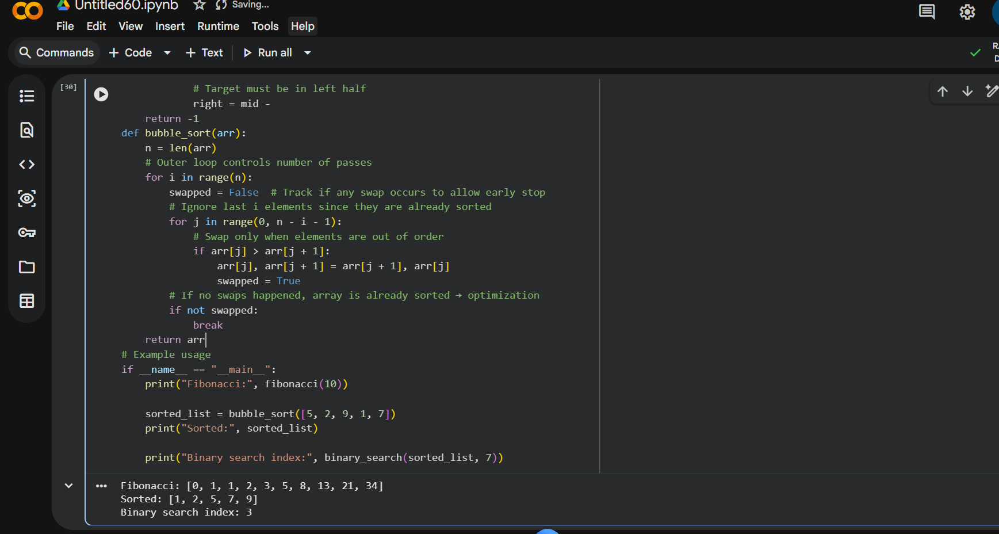 Untitled60.ipynb Saving...
File Edit View Insert Runtime Tools Help
Commands + Code + Text Run all
[30]
# Target must be in left half
right = mid -
return -1
def bubble_sort(arr):
n = len(arr)
# Outer loop controls number of passes
for i in range(n):
swapped = False  # Track if any swap occurs to allow early stop
# Ignore last i elements since they are already sorted
for j in range(0, n - i - 1):
# Swap only when elements are out of order
if arr[j] > arr[j + 1]:
arr[j], arr[j + 1] = arr[j + 1], arr[j]
swapped = True
# If no swaps happened, array is already sorted → optimization
if not swapped:
break
return arr
# Example usage
if __name__ == "__main__":
print("Fibonacci:", fibonacci(10))
sorted_list = bubble_sort([5, 2, 9, 1, 7])
print("Sorted:", sorted_list)
print("Binary search index:", binary_search(sorted_list, 7))
Fibonacci: [0, 1, 1, 2, 3, 5, 8, 13, 21, 34]
Sorted: [1, 2, 5, 7, 9]
Binary search index: 3